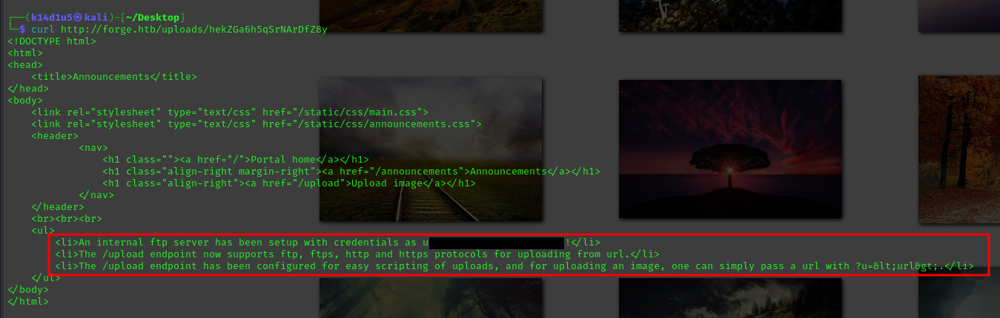 ┌──(k14d1u5㉿kali)-[~/Desktop]
└─$ curl http://forge.htb/uploads/hekZGa6h5qSrNArDfZ8y
<!DOCTYPE html>
<html>
<head>
    <title>Announcements</title>
</head>
<body>
    <link rel="stylesheet" type="text/css" href="/static/css/main.css">
    <link rel="stylesheet" type="text/css" href="/static/css/announcements.css">
    <header>
            <nav>
                <h1 class=""><a href="/">Portal home</a></h1>
                <h1 class="align-right margin-right"><a href="/announcements">Announcements</a></h1>
                <h1 class="align-right"><a href="/upload">Upload image</a></h1>
            </nav>
    </header>
    <br><br><br>
    <ul>
        <li>An internal ftp server has been setup with credentials as u!</li>
        <li>The /upload endpoint now supports ftp, ftps, http and https protocols for uploading from url.</li>
        <li>The /upload endpoint has been configured for easy scripting of uploads, and for uploading an image, one can simply pass a url with ?u=&lt;url&gt;.</li>
    </ul>
</body>
</html>